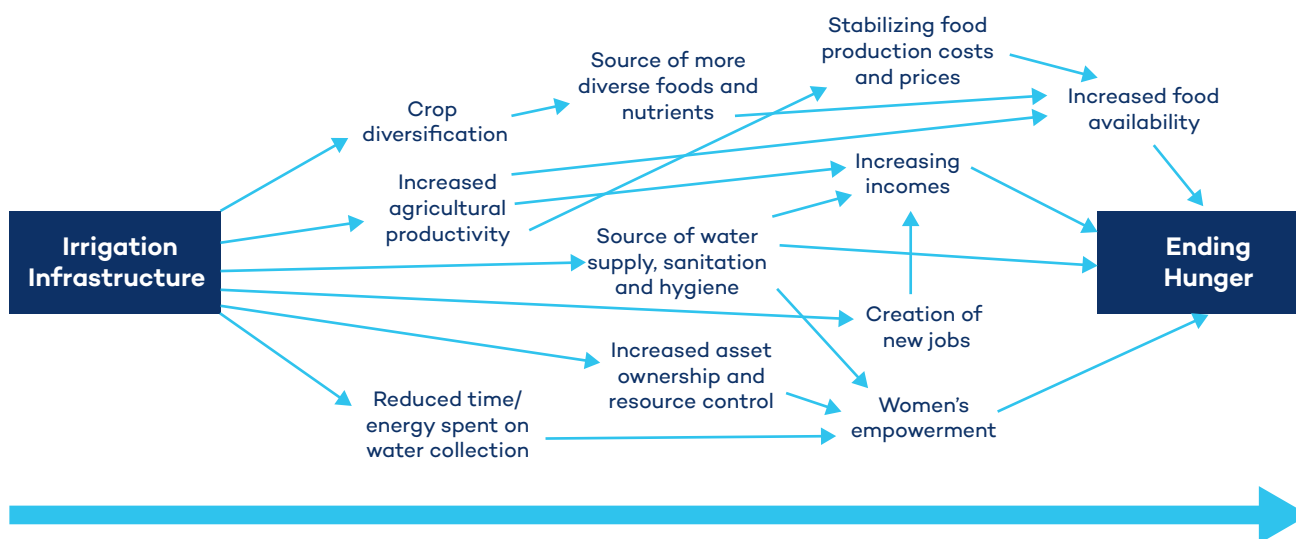 Irrigation
Infrastructure
Crop
diversification
Increased
agricultural
productivity
Reduced time/
energy spent on
water collection
Source of more
diverse foods and
nutrients
Source of water
supply, sanitation
and hygiene
Increased asset
ownership and
resource control
Stabilizing food
production costs
and prices
Increasing
incomes
Creation of
new jobs
Women’s
empowerment
Increased food
availability
Ending
Hunger